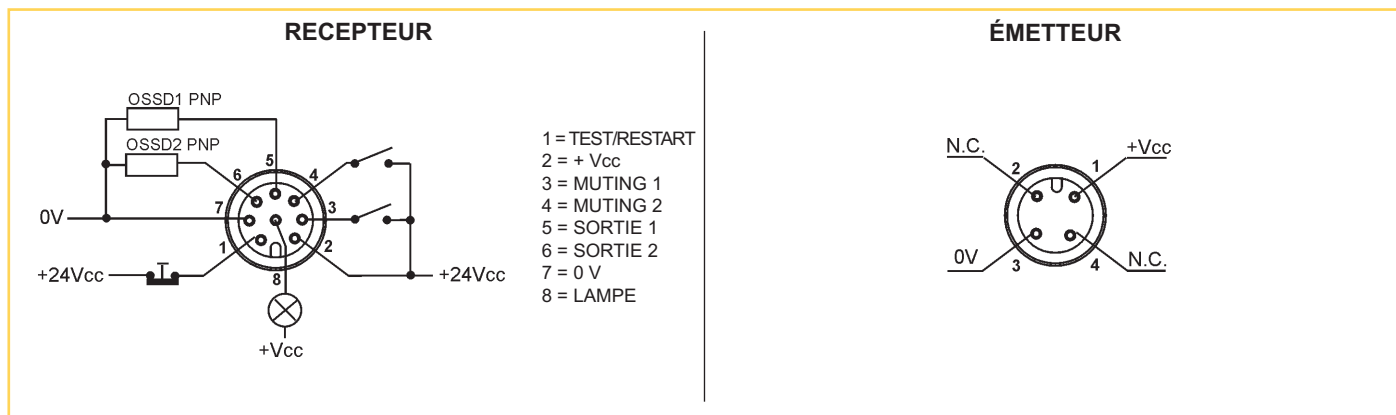 RECEPTEUR
OSSD1 PNP
OSSD2 PNP
5
6
4
0V
7
3
1
2
+24Vcc
+24Vcc
8
+Vcc
1 = TEST/RESTART
2 = + Vcc
3 = MUTING 1
4 = MUTING 2
5 = SORTIE 1
6 = SORTIE 2
7 = 0 V
8 = LAMPE
ÉMETTEUR
N.C.
+Vcc
2
1
0V
N.C.
3
4